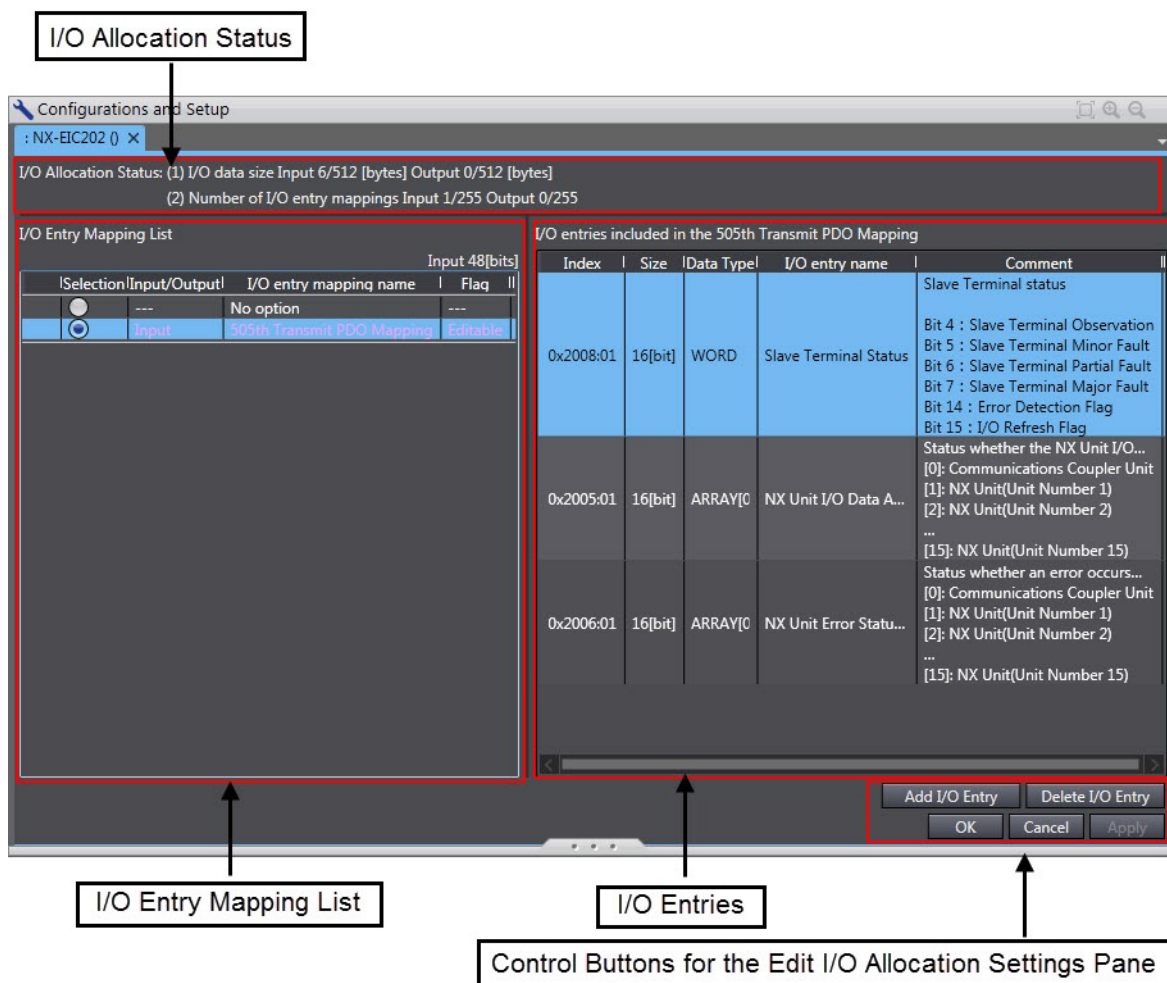 I/O Allocation Status
Configurations and Setup
: NX-EIC202 () ×
I/O Allocation Status: (1) I/O data size Input 6/512 [bytes] Output 0/512 [bytes]
(2) Number of I/O entry mappings Input 1/255 Output 0/255
I/O Entry Mapping List
Input 48[bits]
Selection Input/Output I/O entry mapping name Flag
--- No option ---
Input 505th Transmit PDO Mapping Editable
I/O entries included in the 505th Transmit PDO Mapping
Index Size Data Type I/O entry name Comment
Slave Terminal status
Bit 4 : Slave Terminal Observation
Bit 5 : Slave Terminal Minor Fault
0x2008:01 16[bit] WORD Slave Terminal Status
Bit 6 : Slave Terminal Partial Fault
Bit 7 : Slave Terminal Major Fault
Bit 14 : Error Detection Flag
Bit 15 : I/O Refresh Flag
Status whether the NX Unit I/O...
[0]: Communications Coupler Unit
[1]: NX Unit(Unit Number 1)
0x2005:01 16[bit] ARRAY[0 NX Unit I/O Data A...
[2]: NX Unit(Unit Number 2)
...
[15]: NX Unit(Unit Number 15)
Status whether an error occurs...
[0]: Communications Coupler Unit
[1]: NX Unit(Unit Number 1)
0x2006:01 16[bit] ARRAY[0 NX Unit Error Statu...
[2]: NX Unit(Unit Number 2)
...
[15]: NX Unit(Unit Number 15)
Add I/O Entry Delete I/O Entry
OK Cancel Apply
I/O Entry Mapping List
I/O Entries
Control Buttons for the Edit I/O Allocation Settings Pane